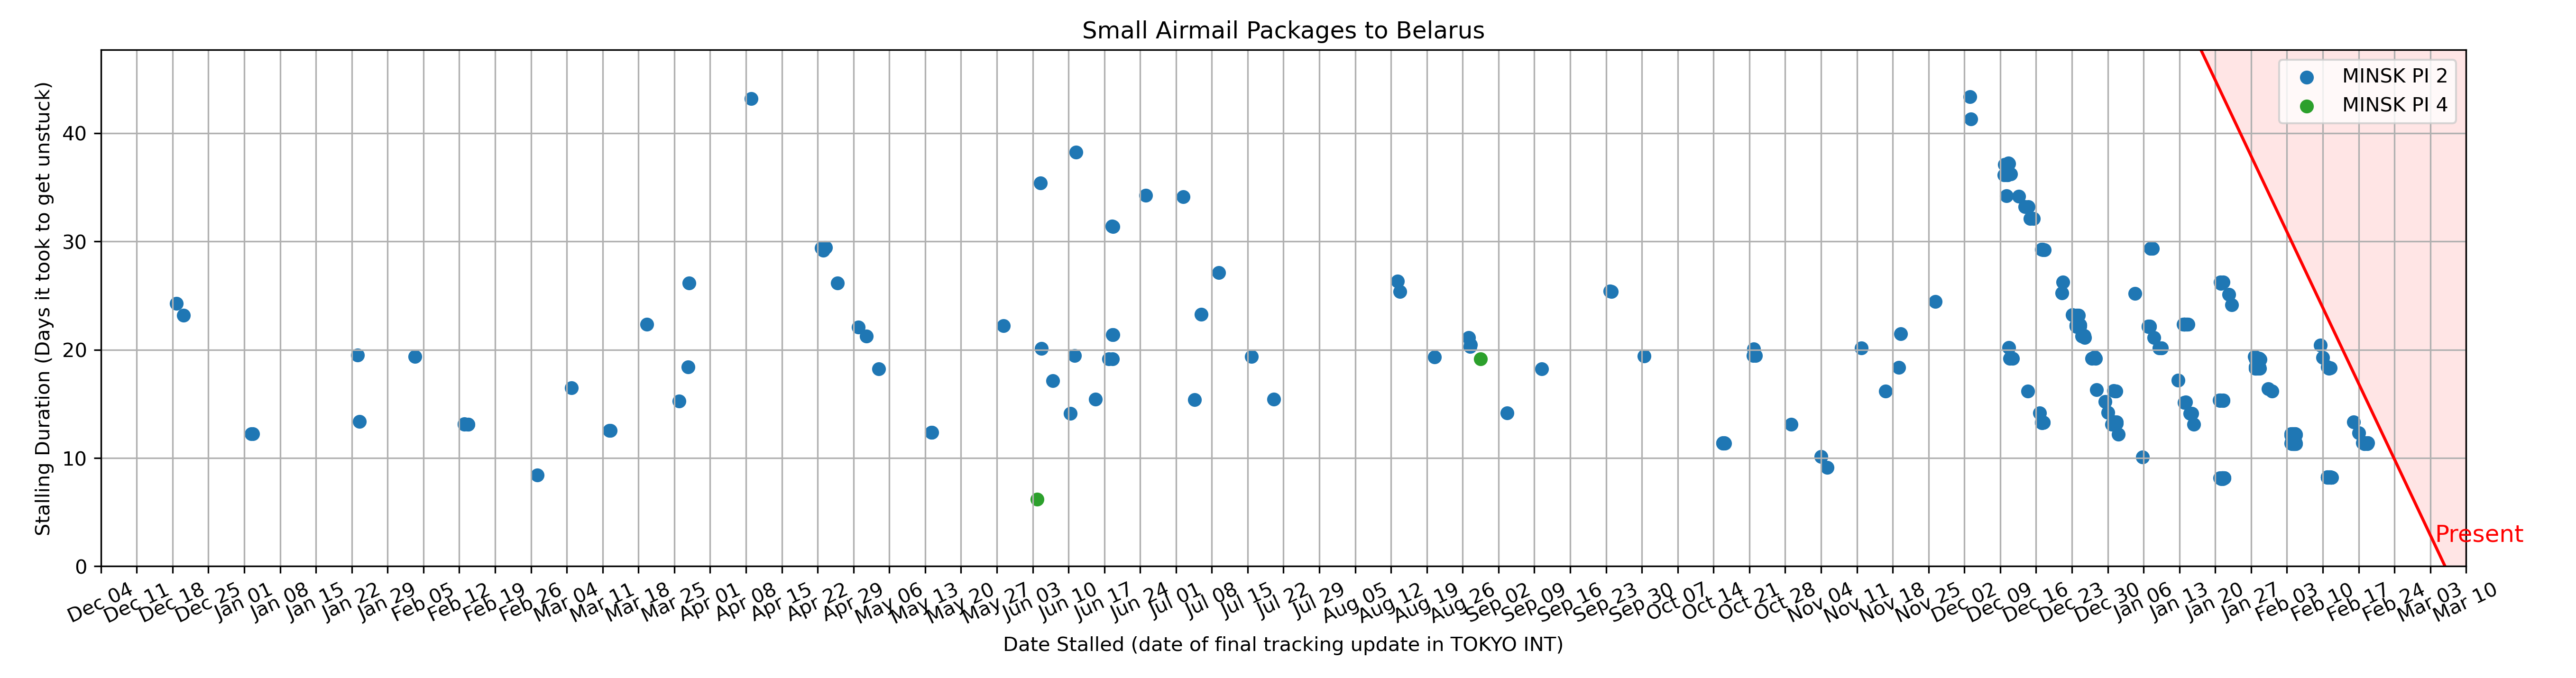 Small Airmail Packages to Belarus
MINSK PI 2
MINSK PI 4
Stalling Duration (Days it took to get unstuck)
40
30
20
10
0
Present
Dec 04 Dec 11 Dec 18 Dec 25 Jan 01 Jan 08 Jan 15 Jan 22 Jan 29 Feb 05 Feb 12 Feb 19 Feb 26 Mar 04 Mar 11 Mar 18 Mar 25 Apr 01 Apr 08 Apr 15 Apr 22 Apr 29 May 06 May 13 May 20 May 27 Jun 03 Jun 10 Jun 17 Jun 24 Jul 01 Jul 08 Jul 15 Jul 22 Jul 29 Aug 05 Aug 12 Aug 19 Aug 26 Sep 02 Sep 09 Sep 16 Sep 23 Sep 30 Oct 07 Oct 14 Oct 21 Oct 28 Nov 04 Nov 11 Nov 18 Nov 25 Dec 02 Dec 09 Dec 16 Dec 23 Dec 30 Jan 06 Jan 13 Jan 20 Jan 27 Feb 03 Feb 10 Feb 17 Feb 24 Mar 03 Mar 10
Date Stalled (date of final tracking update in TOKYO INT)